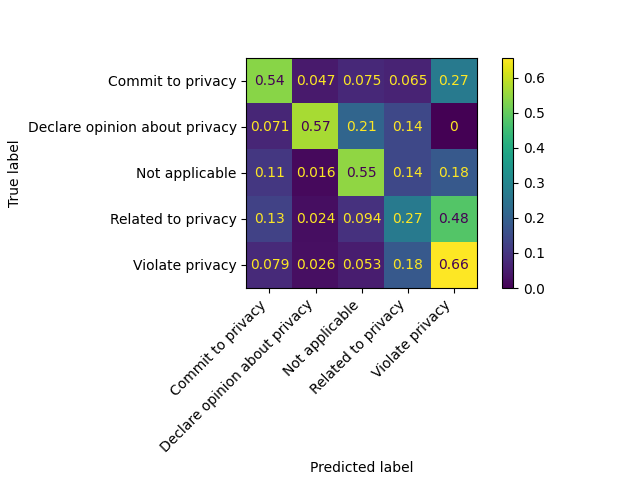 Commit to privacy 0.54 0.047 0.075 0.065 0.27
Declare opinion about privacy 0.071 0.57 0.21 0.14 0
Not applicable 0.11 0.016 0.55 0.14 0.18
Related to privacy 0.13 0.024 0.094 0.27 0.48
Violate privacy 0.079 0.026 0.053 0.18 0.66
True label
Commit to privacy
Declare opinion about privacy
Not applicable
Related to privacy
Violate privacy
Predicted label
0.6
0.5
0.4
0.3
0.2
0.1
0.0